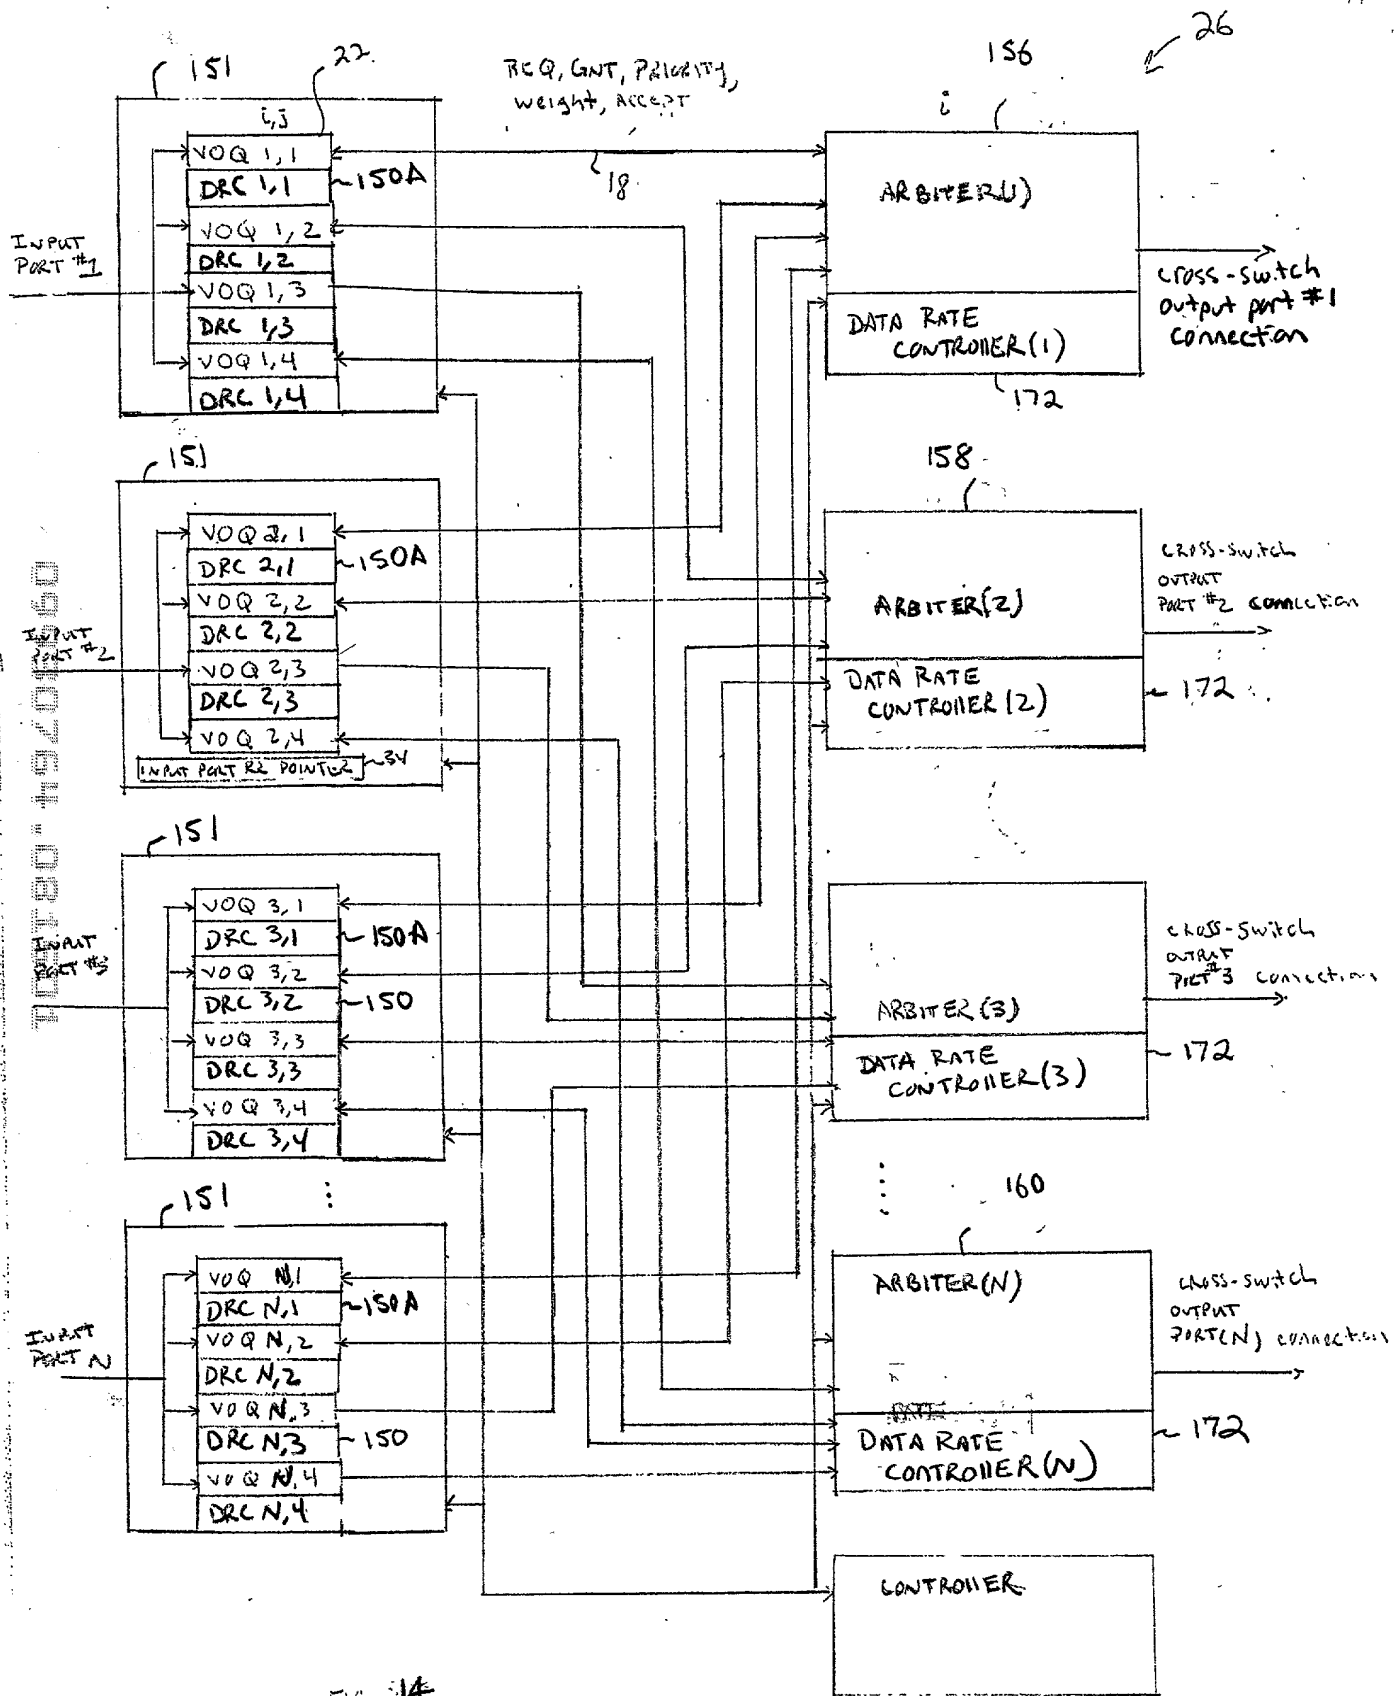 26
151
22
REQ, GNT, PRIORITY,
weight, ACCEPT
156
i,j
i
VOQ 1,1
DRC 1,1
150A
18
VOQ 1,2
DRC 1,2
VOQ 1,3
DRC 1,3
VOQ 1,4
DRC 1,4
INPUT
PORT #1
ARBITER(1)
DATA RATE
CONTROLLER(1)
172
cross-switch
output port #1
connection
151
VOQ 2,1
DRC 2,1
150A
VOQ 2,2
DRC 2,2
VOQ 2,3
DRC 2,3
VOQ 2,4
INPUT PORT RR POINTER
34
INPUT
PORT #2
158
ARBITER(2)
DATA RATE
CONTROLLER(2)
172
cross-switch
OUTPUT
PORT #2 connection
151
VOQ 3,1
DRC 3,1
150A
VOQ 3,2
DRC 3,2
150
VOQ 3,3
DRC 3,3
VOQ 3,4
DRC 3,4
INPUT
PORT #3
ARBITER(3)
DATA RATE
CONTROLLER(3)
172
cross-switch
OUTPUT
PORT #3 connection
151
160
VOQ N,1
DRC N,1
150A
VOQ N,2
DRC N,2
VOQ N,3
DRC N,3
150
VOQ N,4
DRC N,4
INPUT
PORT N
ARBITER(N)
DATA RATE
CONTROLLER(N)
172
cross-switch
OUTPUT
PORT(N) connection
CONTROLLER
14